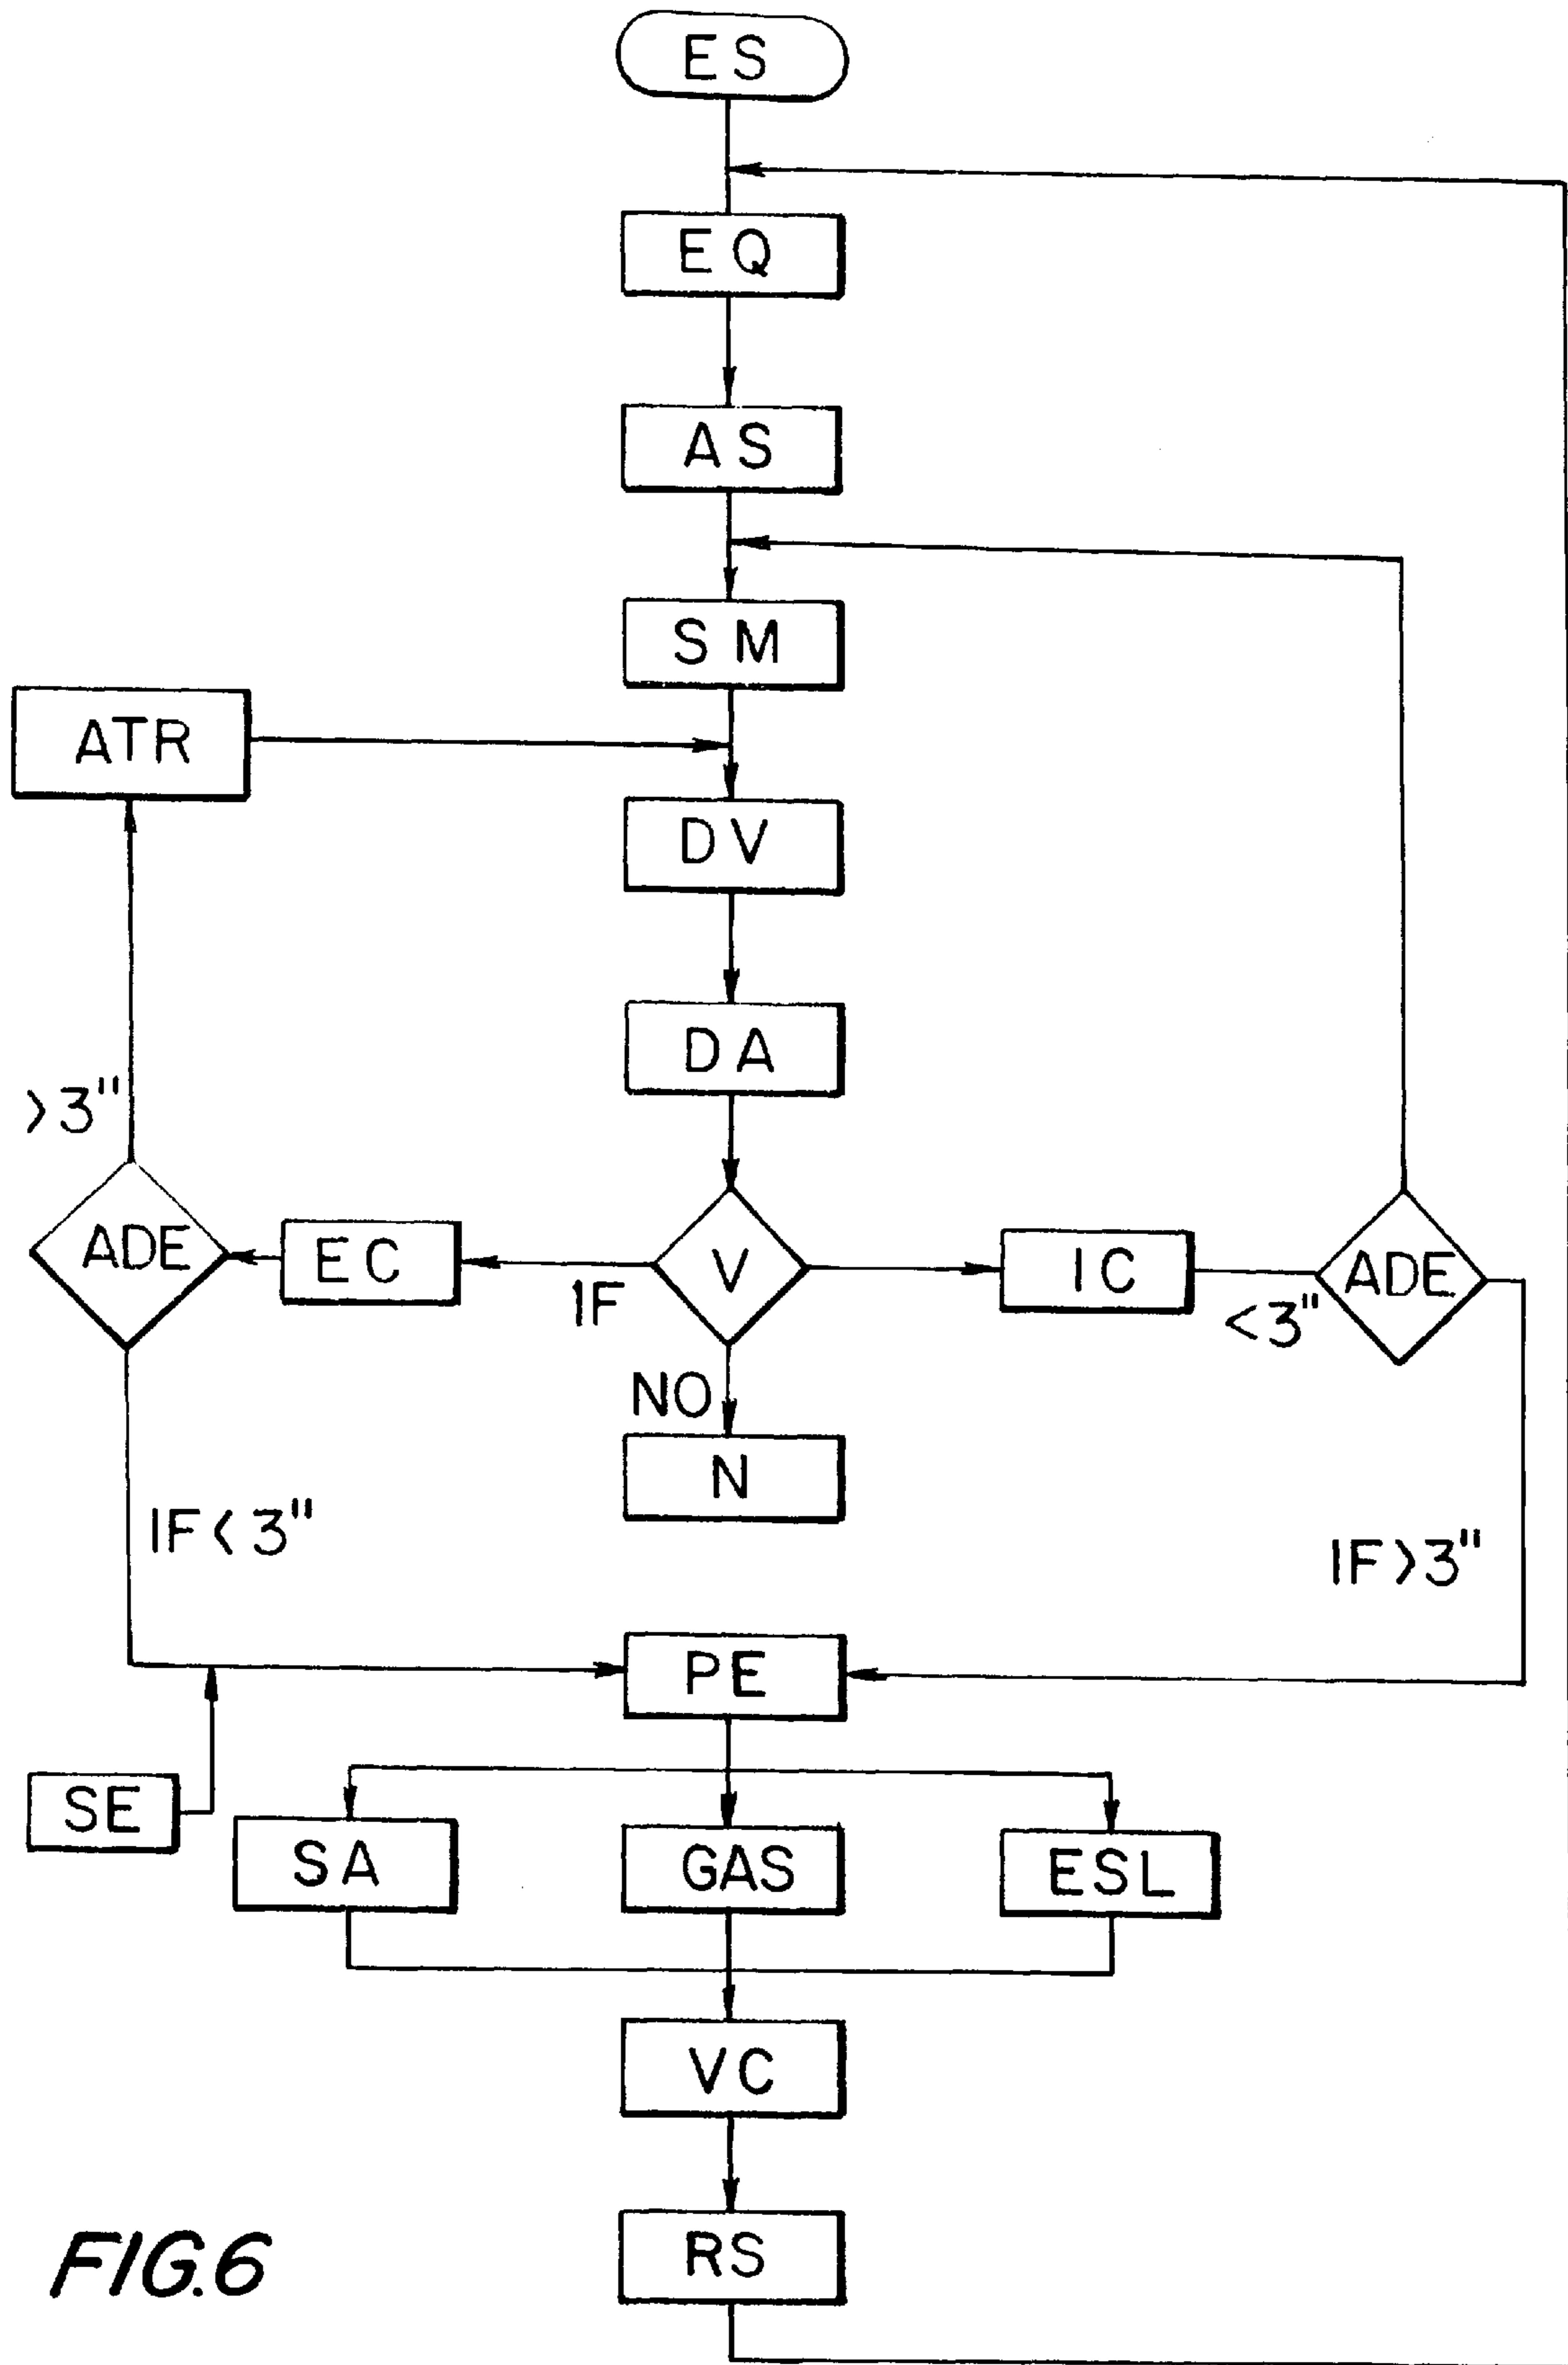 ES
EQ
AS
SM
ATR
DV
DA
>3"
ADE
EC
IF
V
IC
<3"
ADE
NO
N
IF<3"
IF>3"
PE
SE
SA
GAS
ESL
VC
RS
FIG.6